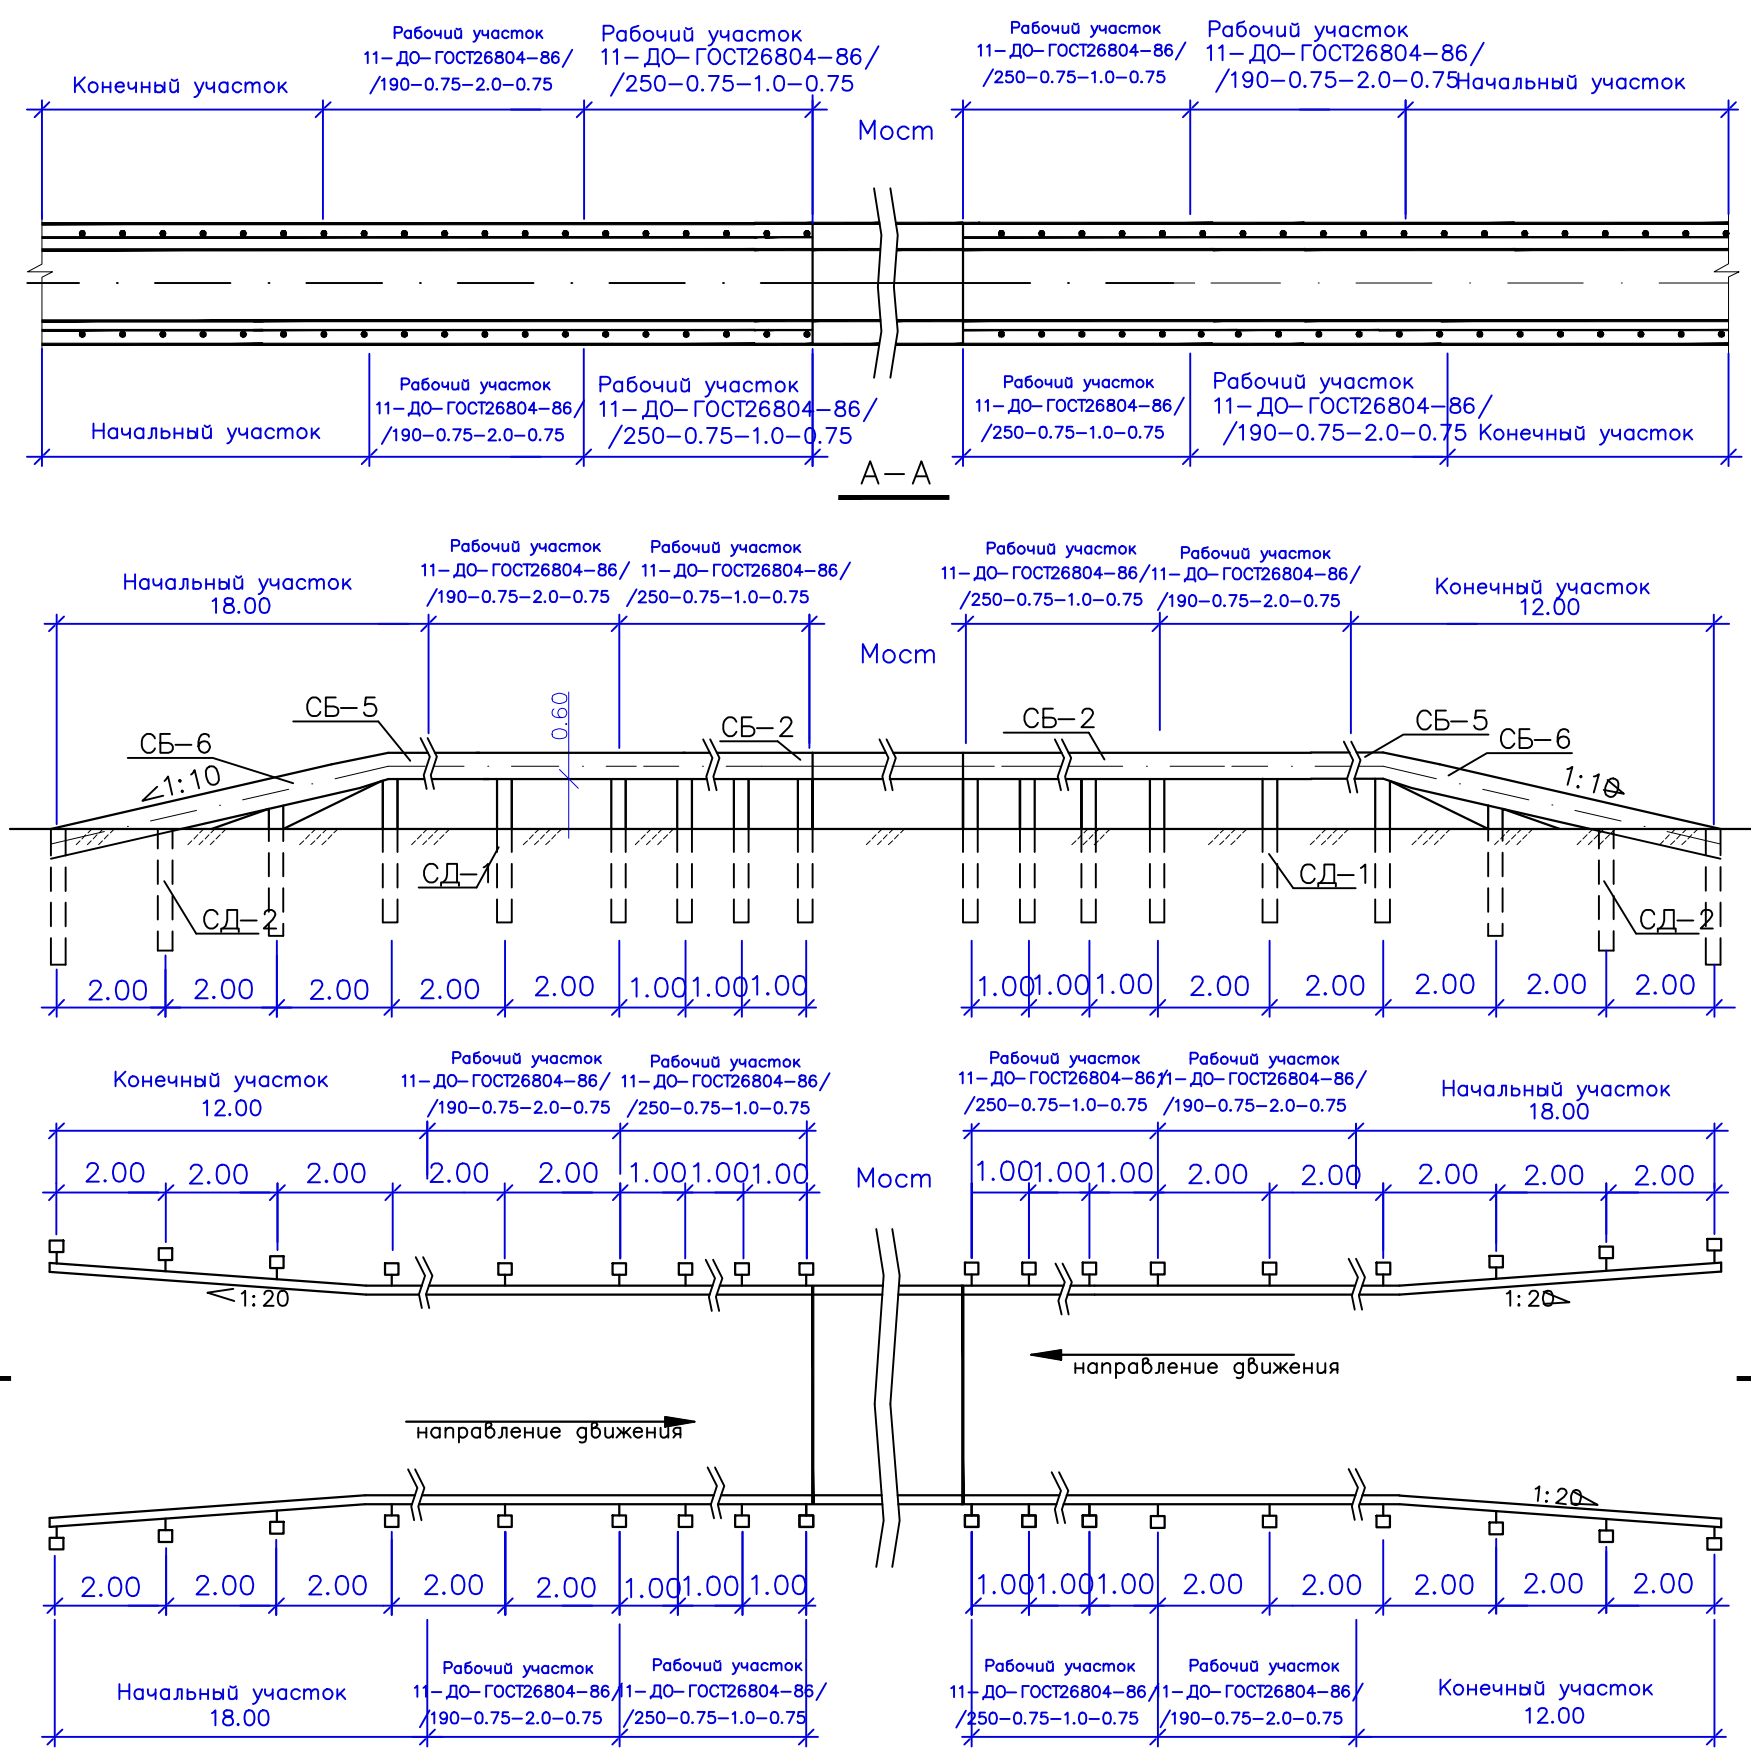 Конечный участок
Рабочий участок
11-ДО-ГОСТ26804-86/
/190-0.75-2.0-0.75
Рабочий участок
11-ДО-ГОСТ26804-86/
/250-0.75-1.0-0.75
Мост
Рабочий участок
11-ДО-ГОСТ26804-86/
/250-0.75-1.0-0.75
Рабочий участок
11-ДО-ГОСТ26804-86/
/190-0.75-2.0-0.75
Начальный участок
Начальный участок
Рабочий участок
11-ДО-ГОСТ26804-86/
/190-0.75-2.0-0.75
Рабочий участок
11-ДО-ГОСТ26804-86/
/250-0.75-1.0-0.75
Рабочий участок
11-ДО-ГОСТ26804-86/
/250-0.75-1.0-0.75
Рабочий участок
11-ДО-ГОСТ26804-86/
/190-0.75-2.0-0.75
Конечный участок
А-А
Начальный участок
18.00
Рабочий участок
11-ДО-ГОСТ26804-86/
/190-0.75-2.0-0.75
Рабочий участок
11-ДО-ГОСТ26804-86/
/250-0.75-1.0-0.75
Мост
Рабочий участок
11-ДО-ГОСТ26804-86/
/250-0.75-1.0-0.75
Рабочий участок
11-ДО-ГОСТ26804-86/
/190-0.75-2.0-0.75
Конечный участок
12.00
СБ-6
СБ-5
0.60
СБ-2
СБ-2
СБ-5
СБ-6
1:10
1:10
СД-2
СД-1
СД-1
СД-2
2.00 2.00 2.00 2.00 2.00 1.00 1.00 1.00
1.00 1.00 1.00 2.00 2.00 2.00 2.00 2.00
Конечный участок
12.00
Рабочий участок
11-ДО-ГОСТ26804-86/
/190-0.75-2.0-0.75
Рабочий участок
11-ДО-ГОСТ26804-86/
/250-0.75-1.0-0.75
Рабочий участок
11-ДО-ГОСТ26804-86/
/250-0.75-1.0-0.75
Рабочий участок
11-ДО-ГОСТ26804-86/
/190-0.75-2.0-0.75
Начальный участок
18.00
2.00 2.00 2.00 2.00 2.00 1.00 1.00 1.00
Мост
1.00 1.00 1.00 2.00 2.00 2.00 2.00 2.00
1:20
1:20
направление движения
направление движения
1:20
2.00 2.00 2.00 2.00 2.00 1.00 1.00 1.00
1.00 1.00 1.00 2.00 2.00 2.00 2.00 2.00
Начальный участок
18.00
Рабочий участок
11-ДО-ГОСТ26804-86/
/190-0.75-2.0-0.75
Рабочий участок
11-ДО-ГОСТ26804-86/
/250-0.75-1.0-0.75
Рабочий участок
11-ДО-ГОСТ26804-86/
/250-0.75-1.0-0.75
Рабочий участок
11-ДО-ГОСТ26804-86/
/190-0.75-2.0-0.75
Конечный участок
12.00